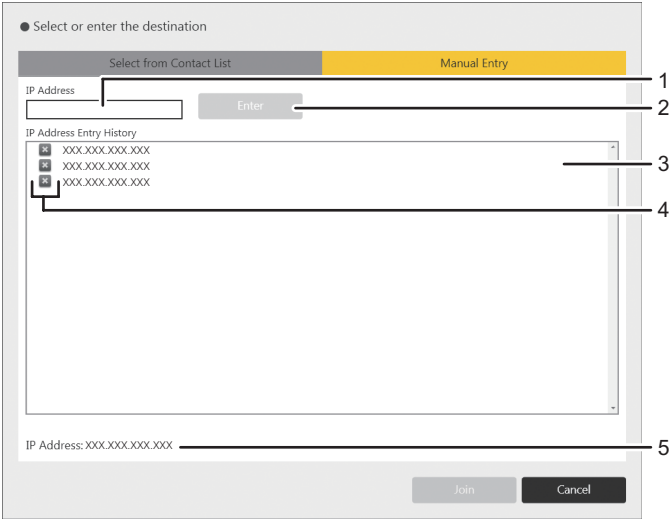 ● Select or enter the destination
Select from Contact List
Manual Entry
IP Address
1
Enter
2
IP Address Entry History
XXX.XXX.XXX.XXX
XXX.XXX.XXX.XXX
3
XXX.XXX.XXX.XXX
4
IP Address: XXX.XXX.XXX.XXX
5
Join
Cancel